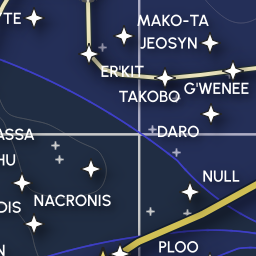 TE
MAKO-TA
JEOSYN
ER'KIT
G'WENEE
TAKOBO
DARO
ASSA
HU
NULL
NACRONIS
DIS
PLOO
N